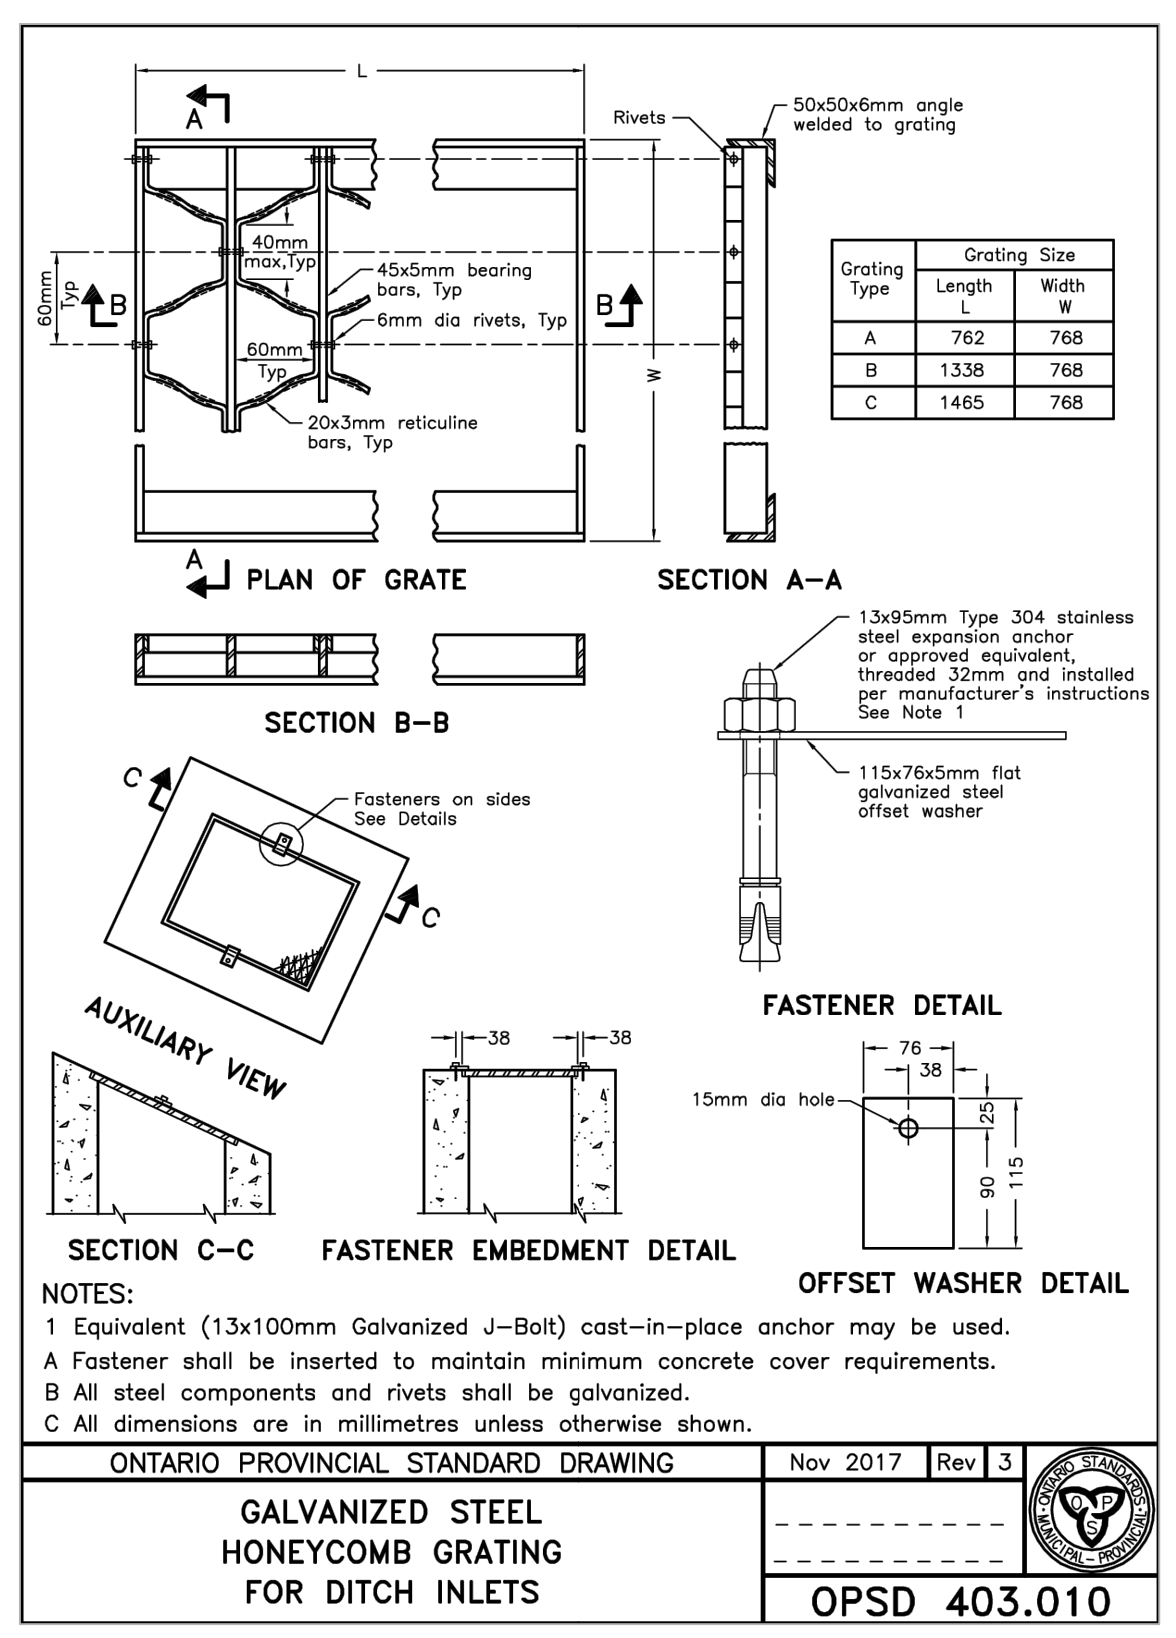 L
A
Rivets
50x50x6mm angle
welded to grating
40mm
max,Typ
60mm
Typ
B
45x5mm bearing
bars, Typ
B
6mm dia rivets, Typ
60mm
Typ
W
20x3mm reticuline
bars, Typ
Grating
Type
Grating Size
Length
L
Width
W
A 762 768
B 1338 768
C 1465 768
A
PLAN OF GRATE
SECTION A-A
SECTION B-B
13x95mm Type 304 stainless
steel expansion anchor
or approved equivalent,
threaded 32mm and installed
per manufacturer's instructions
See Note 1
115x76x5mm flat
galvanized steel
offset washer
C
Fasteners on sides
See Details
C
AUXILIARY VIEW
FASTENER DETAIL
38
38
76
38
15mm dia hole
25
90
115
SECTION C-C
FASTENER EMBEDMENT DETAIL
OFFSET WASHER DETAIL
NOTES:
1 Equivalent (13x100mm Galvanized J-Bolt) cast-in-place anchor may be used.
A Fastener shall be inserted to maintain minimum concrete cover requirements.
B All steel components and rivets shall be galvanized.
C All dimensions are in millimetres unless otherwise shown.
ONTARIO PROVINCIAL STANDARD DRAWING
Nov 2017
Rev
3
GALVANIZED STEEL
HONEYCOMB GRATING
FOR DITCH INLETS
ONTARIO STANDARDS
MUNICIPAL-PROVINCIAL
O P
S
OPSD 403.010